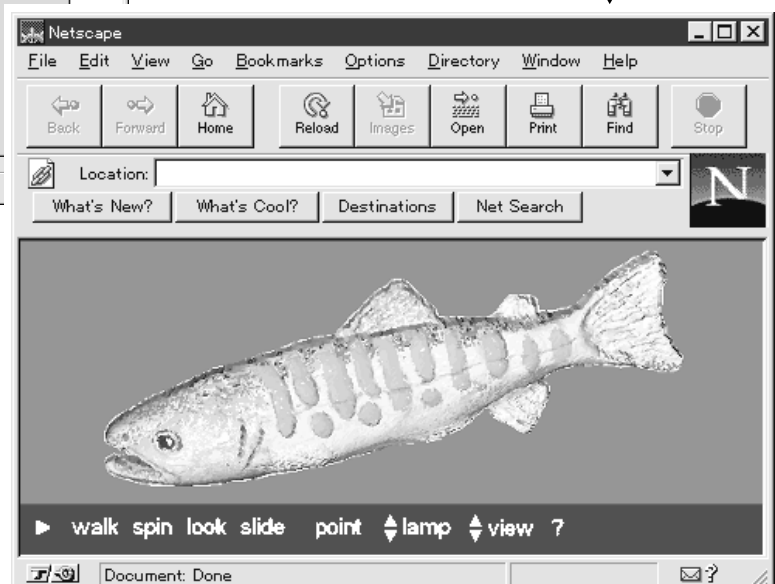 Netscape
File Edit View Go Bookmarks Options Directory Window Help
Back Forward Home Reload Images Open Print Find Stop
Location:
N
What's New? What's Cool? Destinations Net Search
walk spin look slide point lamp view ?
Document: Done
?